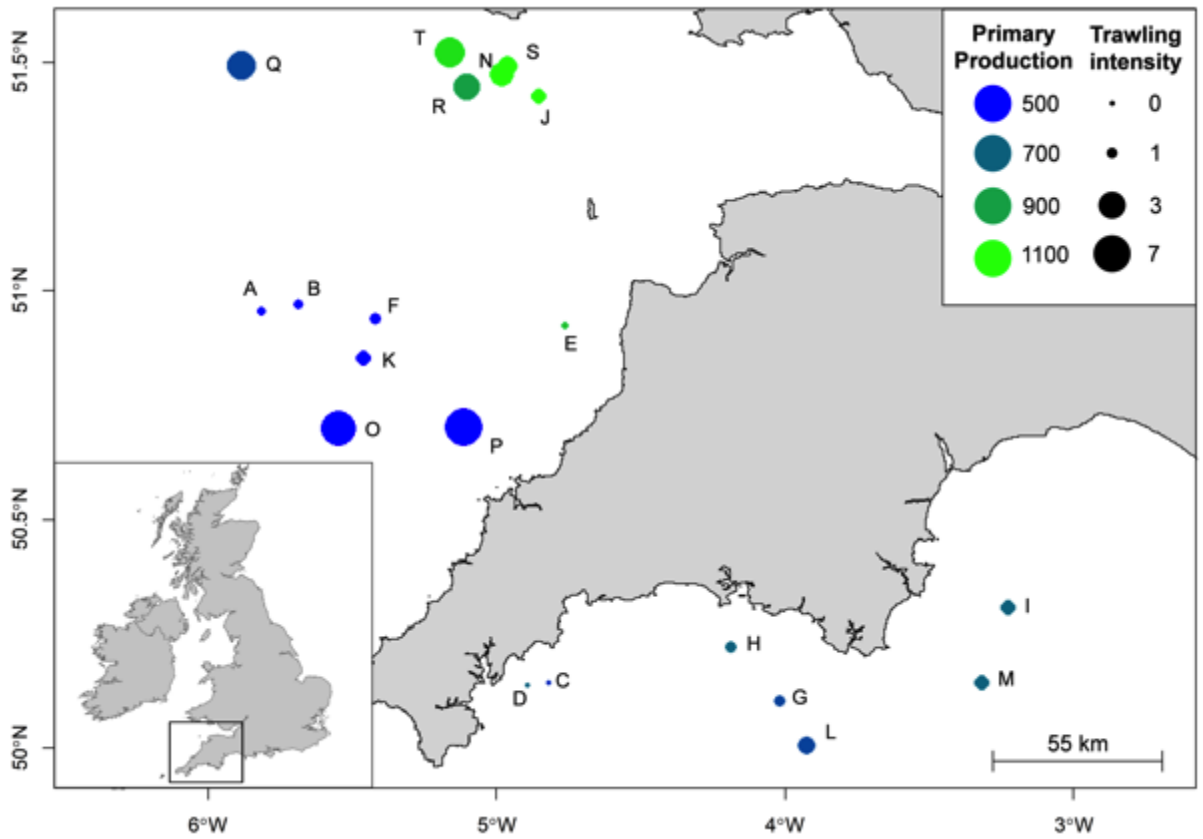 Primary Production
Trawling intensity
500
0
700
1
900
3
1100
7
51.5°N
51°N
50.5°N
50°N
T
N
S
Q
R
J
A
B
F
K
E
O
P
I
H
M
D
C
G
L
55 km
6°W
5°W
4°W
3°W